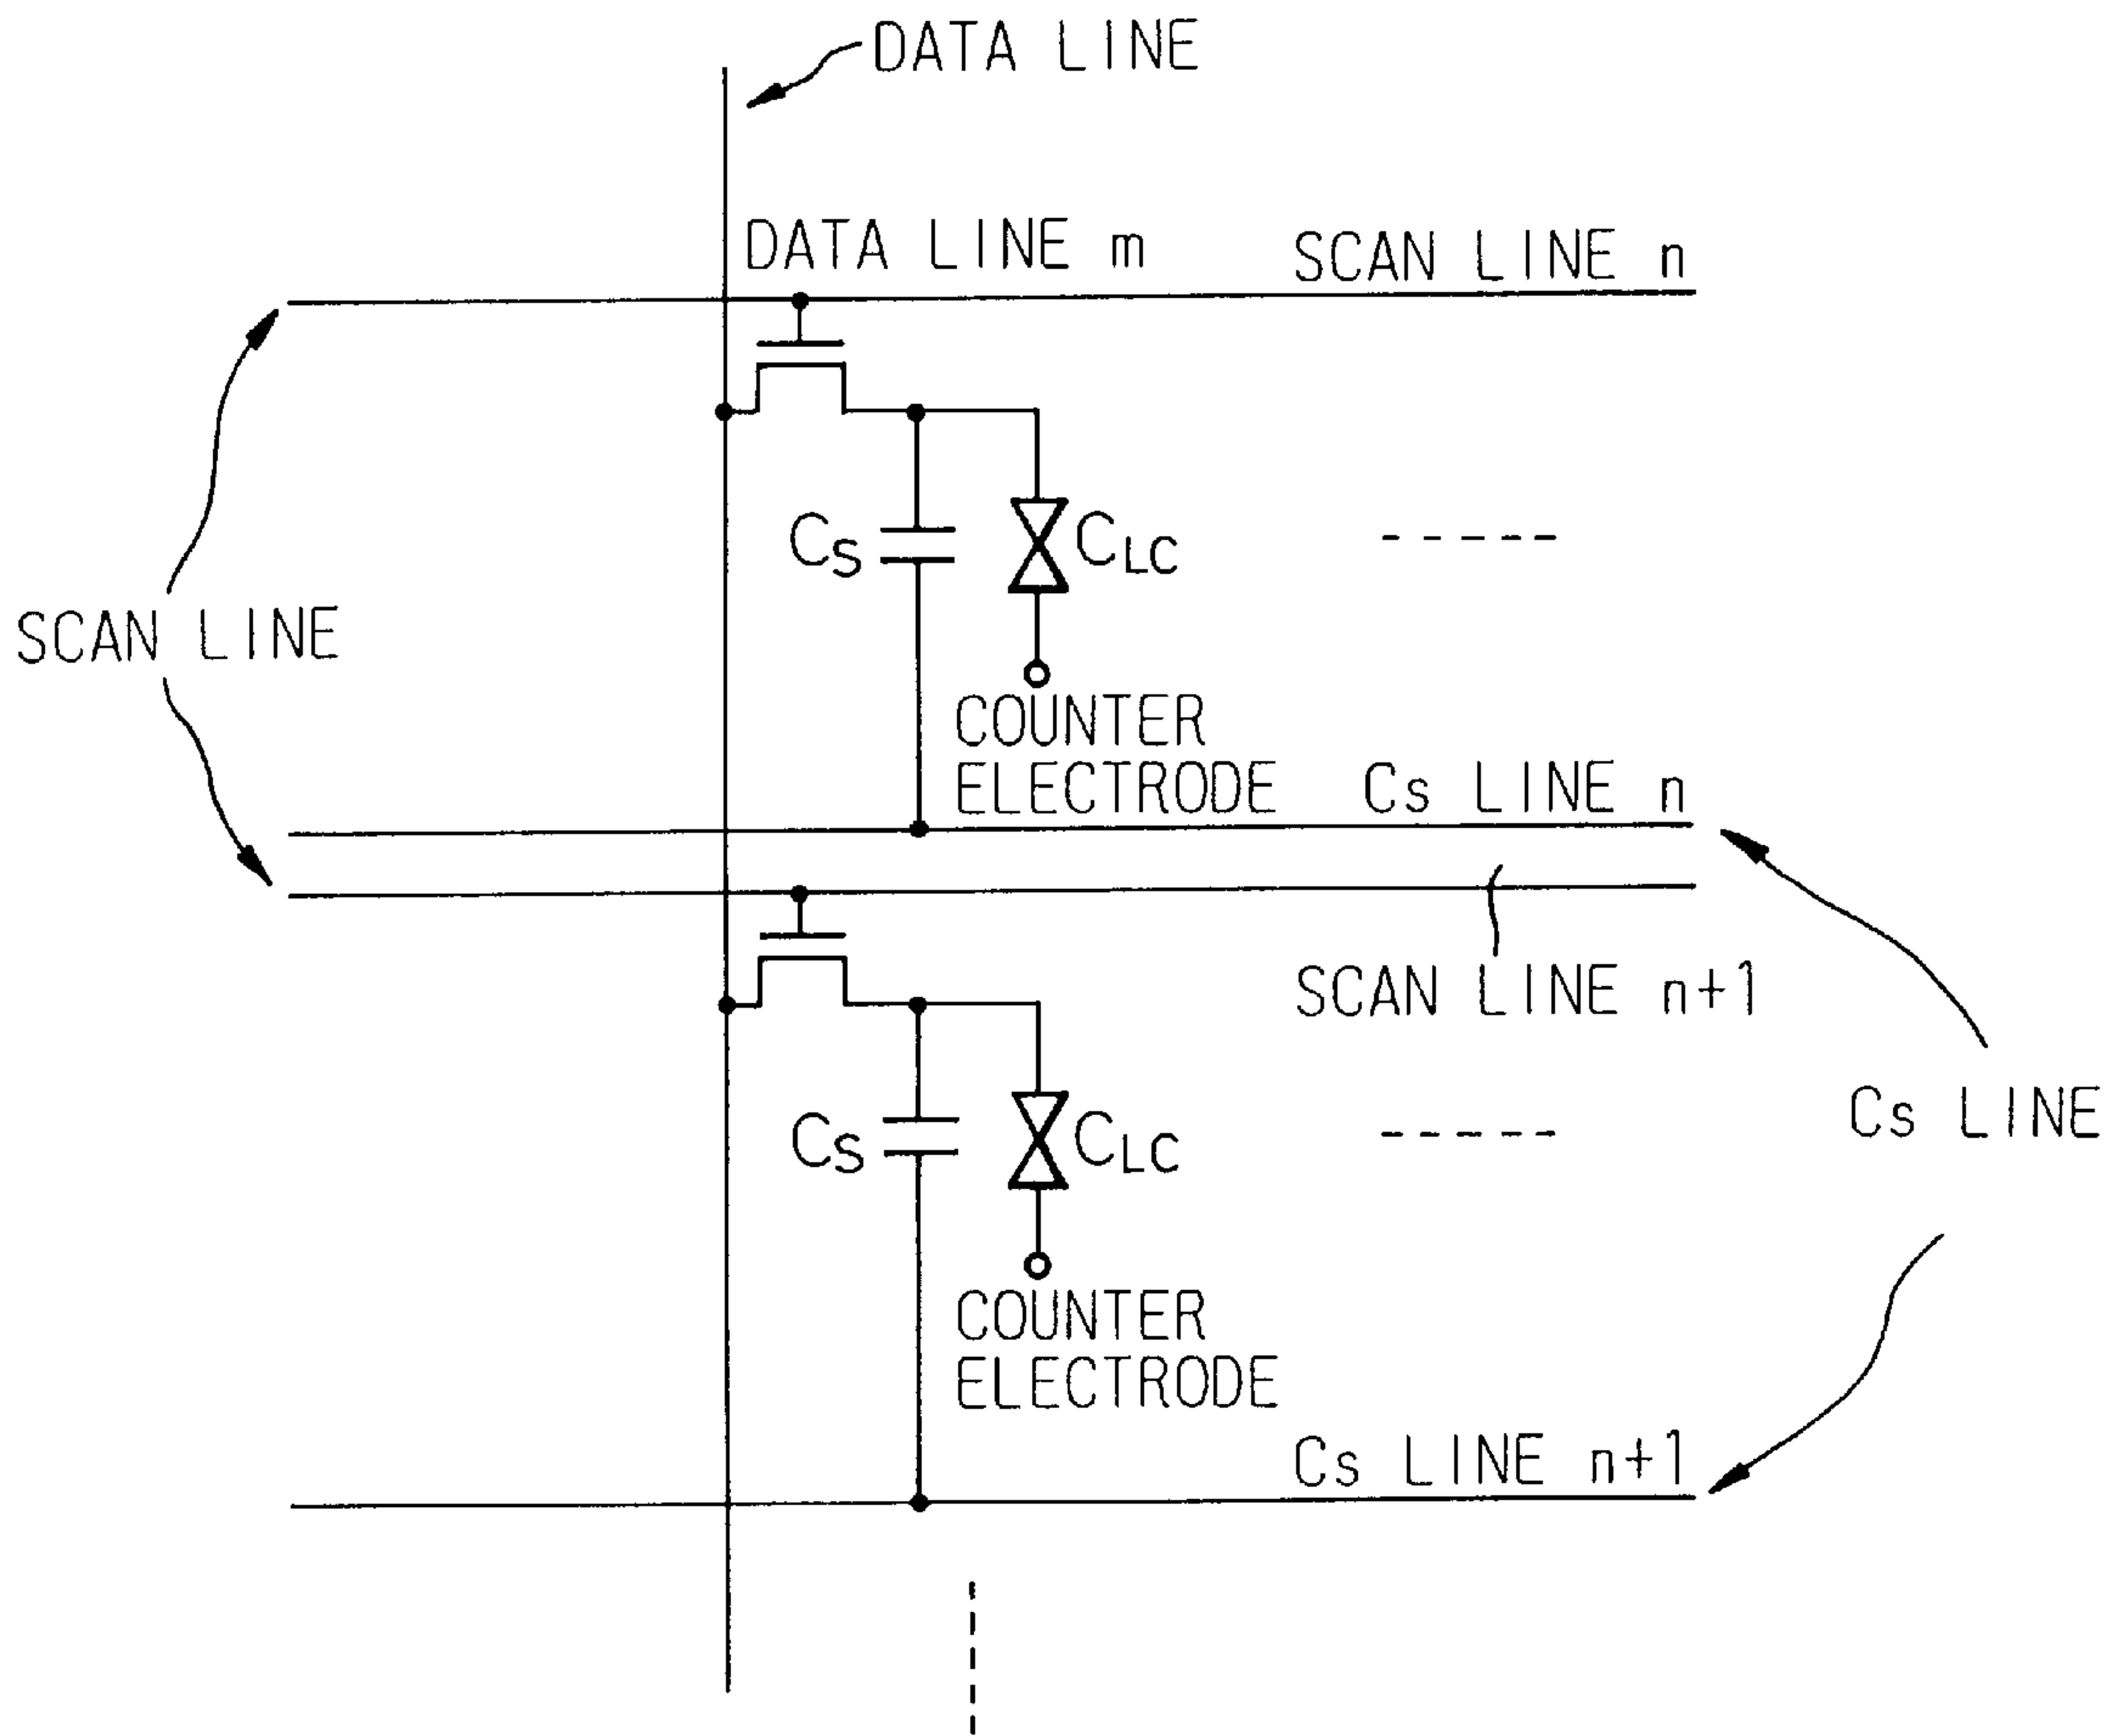 DATA LINE
DATA LINE m
SCAN LINE n
Cs
CLC
SCAN LINE
COUNTER
ELECTRODE
Cs LINE n
SCAN LINE n+1
Cs LINE
Cs
CLC
COUNTER
ELECTRODE
Cs LINE n+1